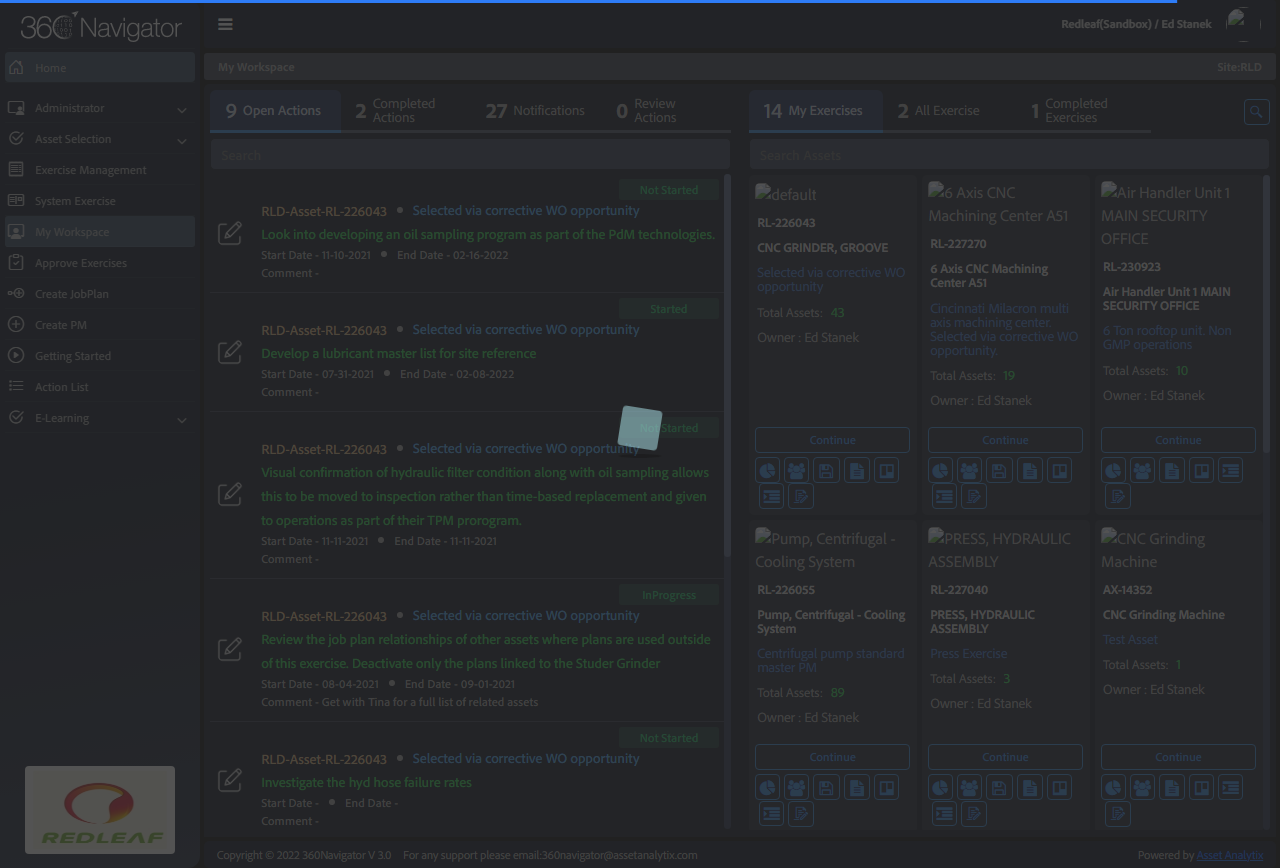 360 Navigator
Redleaf(Sandbox) / Ed Stanek
Home
Administrator
Asset Selection
Exercise Management
System Exercise
My Workspace
Approve Exercises
Create JobPlan
Create PM
Getting Started
Action List
E-Learning
REDLEAF
My Workspace
Site:RLD
9 Open Actions
2 Completed Actions
27 Notifications
0 Review Actions
Search
Not Started
RLD-Asset-RL-226043 • Selected via corrective WO opportunity
Look into developing an oil sampling program as part of the PdM technologies.
Start Date - 11-10-2021 • End Date - 02-16-2022
Comment -
Started
RLD-Asset-RL-226043 • Selected via corrective WO opportunity
Develop a lubricant master list for site reference
Start Date - 07-31-2021 • End Date - 02-08-2022
Comment -
Not Started
RLD-Asset-RL-226043 • Selected via corrective WO opportunity
Visual confirmation of hydraulic filter condition along with oil sampling allows
this to be moved to inspection rather than time-based replacement and given
to operations as part of their TPM prorogram.
Start Date - 11-11-2021 • End Date - 11-11-2021
Comment -
InProgress
RLD-Asset-RL-226043 • Selected via corrective WO opportunity
Review the job plan relationships of other assets where plans are used outside
of this exercise. Deactivate only the plans linked to the Studer Grinder
Start Date - 08-04-2021 • End Date - 09-01-2021
Comment - Get with Tina for a full list of related assets
Not Started
RLD-Asset-RL-226043 • Selected via corrective WO opportunity
Investigate the hyd hose failure rates
Start Date - • End Date -
Comment -
14 My Exercises
2 All Exercise
1 Completed Exercises
Search Assets
default
RL-226043
CNC GRINDER, GROOVE
Selected via corrective WO
opportunity
Total Assets: 43
Owner : Ed Stanek
Continue
6 Axis CNC
Machining Center A51
RL-227270
6 Axis CNC Machining
Center A51
Cincinnati Milacron multi
axis machining center.
Selected via corrective WO
opportunity.
Total Assets: 19
Owner : Ed Stanek
Continue
Air Handler Unit 1
MAIN SECURITY
OFFICE
RL-230923
Air Handler Unit 1 MAIN
SECURITY OFFICE
6 Ton rooftop unit. Non
GMP operations
Total Assets: 10
Owner : Ed Stanek
Continue
Pump, Centrifugal -
Cooling System
RL-226055
Pump, Centrifugal - Cooling
System
Centrifugal pump standard
master PM
Total Assets: 89
Owner : Ed Stanek
Continue
PRESS, HYDRAULIC
ASSEMBLY
RL-227040
PRESS, HYDRAULIC
ASSEMBLY
Press Exercise
Total Assets: 3
Owner : Ed Stanek
Continue
CNC Grinding
Machine
AX-14352
CNC Grinding Machine
Test Asset
Total Assets: 1
Owner : Ed Stanek
Continue
Copyright © 2022 360Navigator V 3.0 For any support please email:360navigator@assetanalytix.com
Powered by Asset Analytix